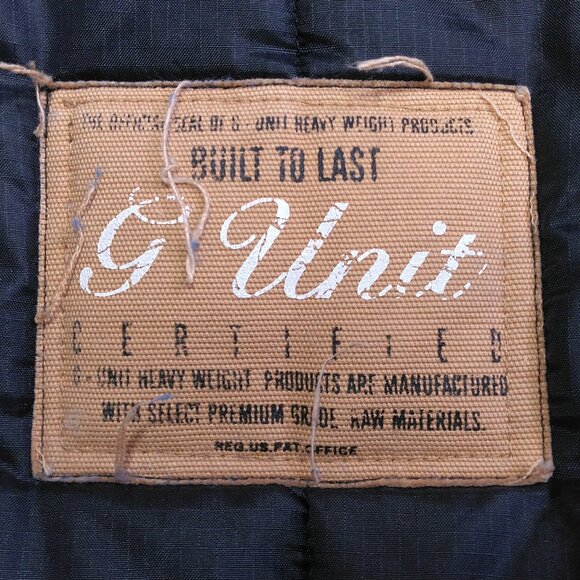 THE OFFICIAL SEAL OF G-UNIT HEAVY WEIGHT PRODUCTS
BUILT TO LAST
G Unit
CERTIFIED
G-UNIT HEAVY WEIGHT PRODUCTS ARE MANUFACTURED
WITH SELECT PREMIUM GRADE RAW MATERIALS.
REG.US.PAT.OFFICE